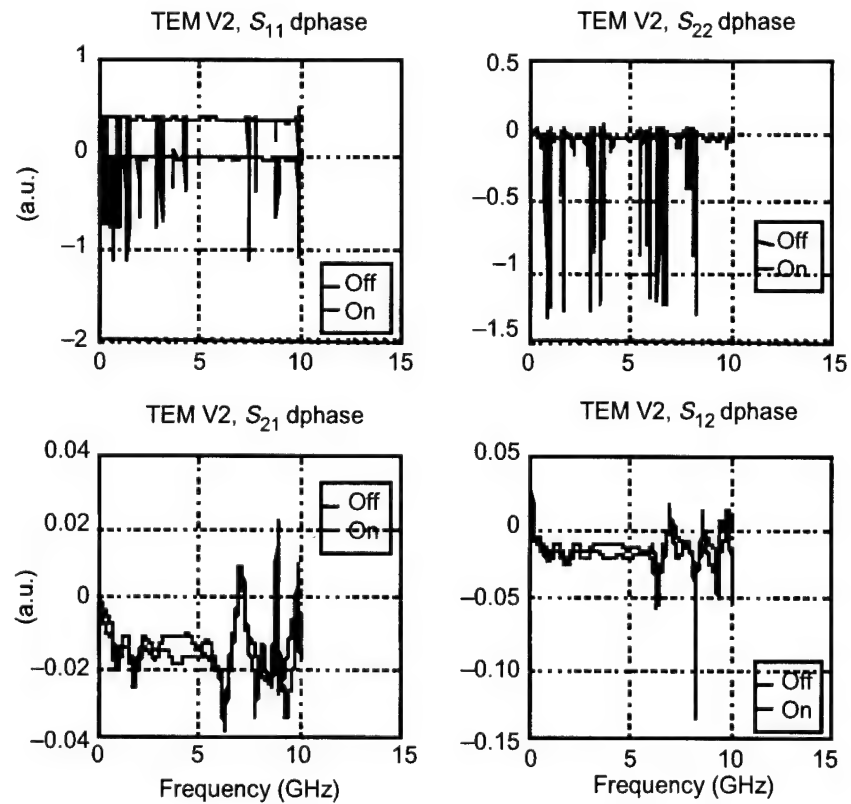 TEM V2, S11 dphase
1
0
−1
−2
(a.u.)
0
5
10
15
Off
On
TEM V2, S22 dphase
0.5
0
−0.5
−1
−1.5
0
5
10
15
Off
On
TEM V2, S21 dphase
0.04
0.02
0
−0.02
−0.04
(a.u.)
0
5
10
15
Frequency (GHz)
Off
On
TEM V2, S12 dphase
0.05
0
−0.05
−0.10
−0.15
0
5
10
15
Frequency (GHz)
Off
On